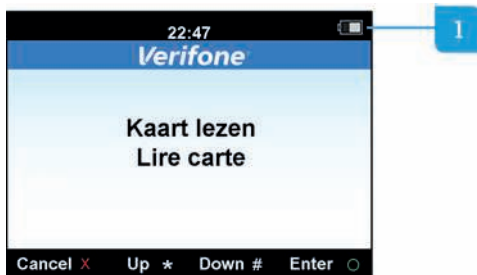 22:47
1
Verifone
Kaart lezen
Lire carte
Cancel X Up * Down # Enter O